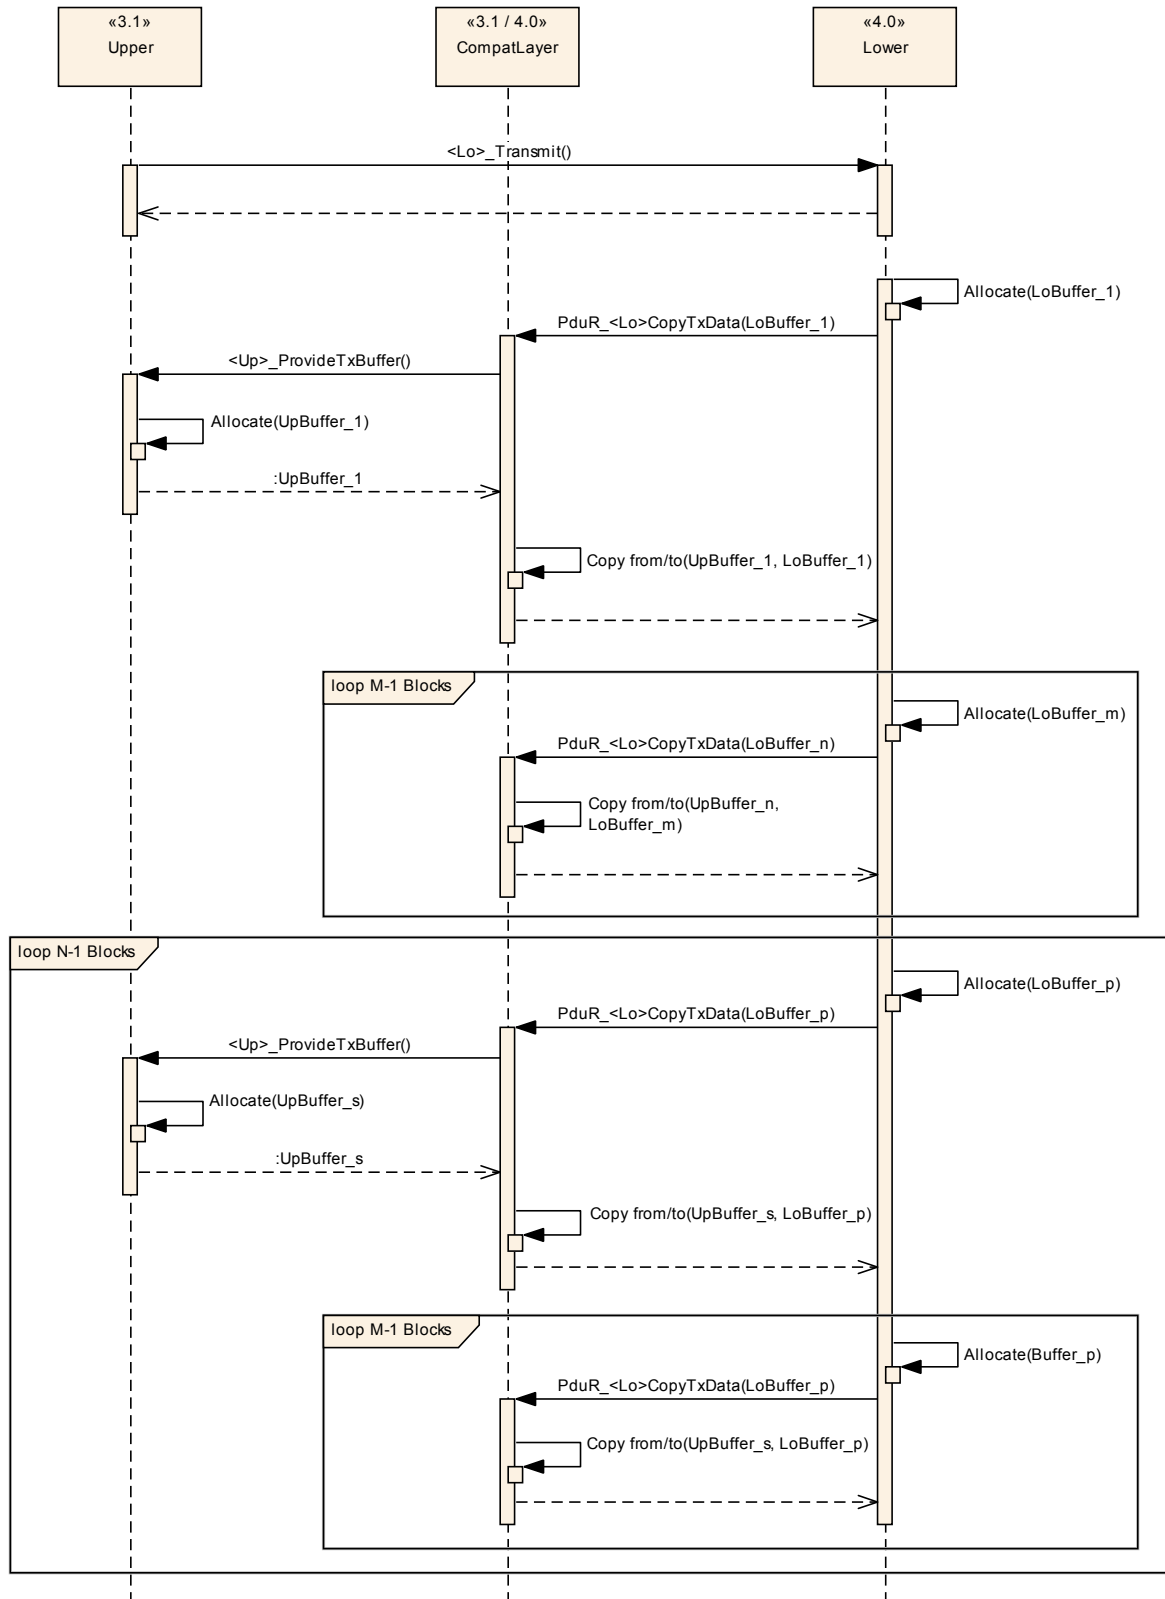 «3.1»
Upper
«3.1 / 4.0»
CompatLayer
«4.0»
Lower
<Lo>_Transmit()
Allocate(LoBuffer_1)
PduR_<Lo>CopyTxData(LoBuffer_1)
<Up>_ProvideTxBuffer()
Allocate(UpBuffer_1)
:UpBuffer_1
Copy from/to(UpBuffer_1, LoBuffer_1)
loop M-1 Blocks
Allocate(LoBuffer_m)
PduR_<Lo>CopyTxData(LoBuffer_n)
Copy from/to(UpBuffer_n,
LoBuffer_m)
loop N-1 Blocks
Allocate(LoBuffer_p)
PduR_<Lo>CopyTxData(LoBuffer_p)
<Up>_ProvideTxBuffer()
Allocate(UpBuffer_s)
:UpBuffer_s
Copy from/to(UpBuffer_s, LoBuffer_p)
loop M-1 Blocks
Allocate(Buffer_p)
PduR_<Lo>CopyTxData(LoBuffer_p)
Copy from/to(UpBuffer_s, LoBuffer_p)